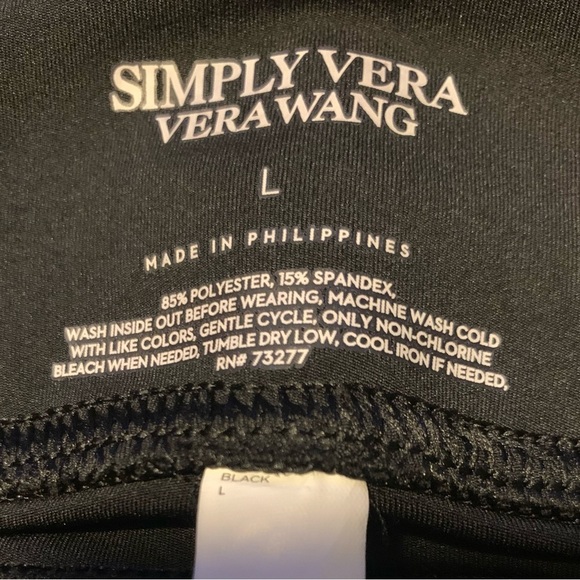 SIMPLY VERA
VERA WANG
L
MADE IN PHILIPPINES
85% POLYESTER, 15% SPANDEX,
WASH INSIDE OUT BEFORE WEARING, MACHINE WASH COLD
WITH LIKE COLORS, GENTLE CYCLE, ONLY NON-CHLORINE
BLEACH WHEN NEEDED, TUMBLE DRY LOW, COOL IRON IF NEEDED,
RN# 73277
BLACK
L